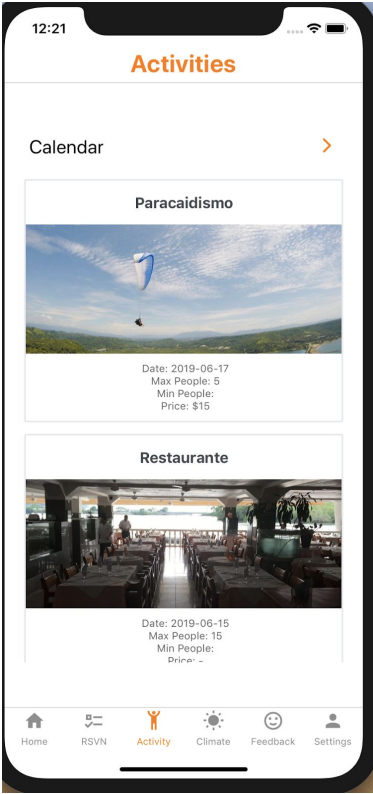 12:21
Activities
Calendar
Paracaidismo
Date: 2019-06-17
Max People: 5
Min People:
Price: $15
Restaurante
Date: 2019-06-15
Max People: 15
Min People:
Price: -
Home RSVN Activity Climate Feedback Settings